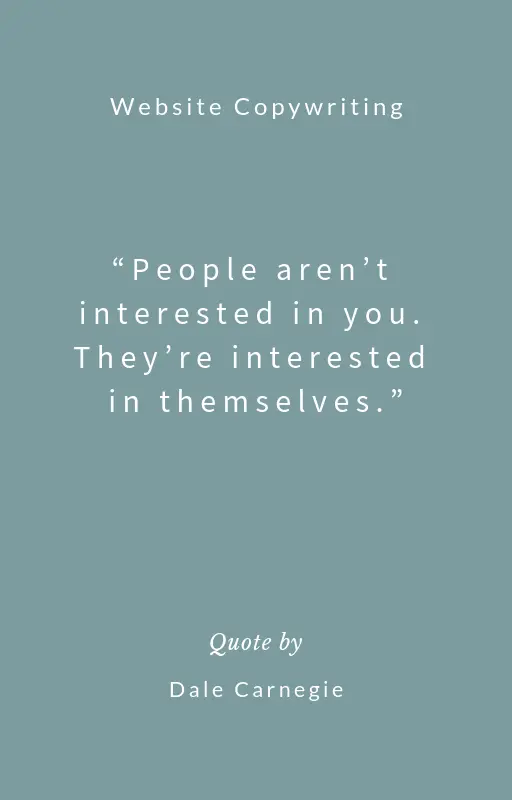 Website Copywriting
“People aren’t
interested in you.
They’re interested
in themselves.”
Quote by
Dale Carnegie